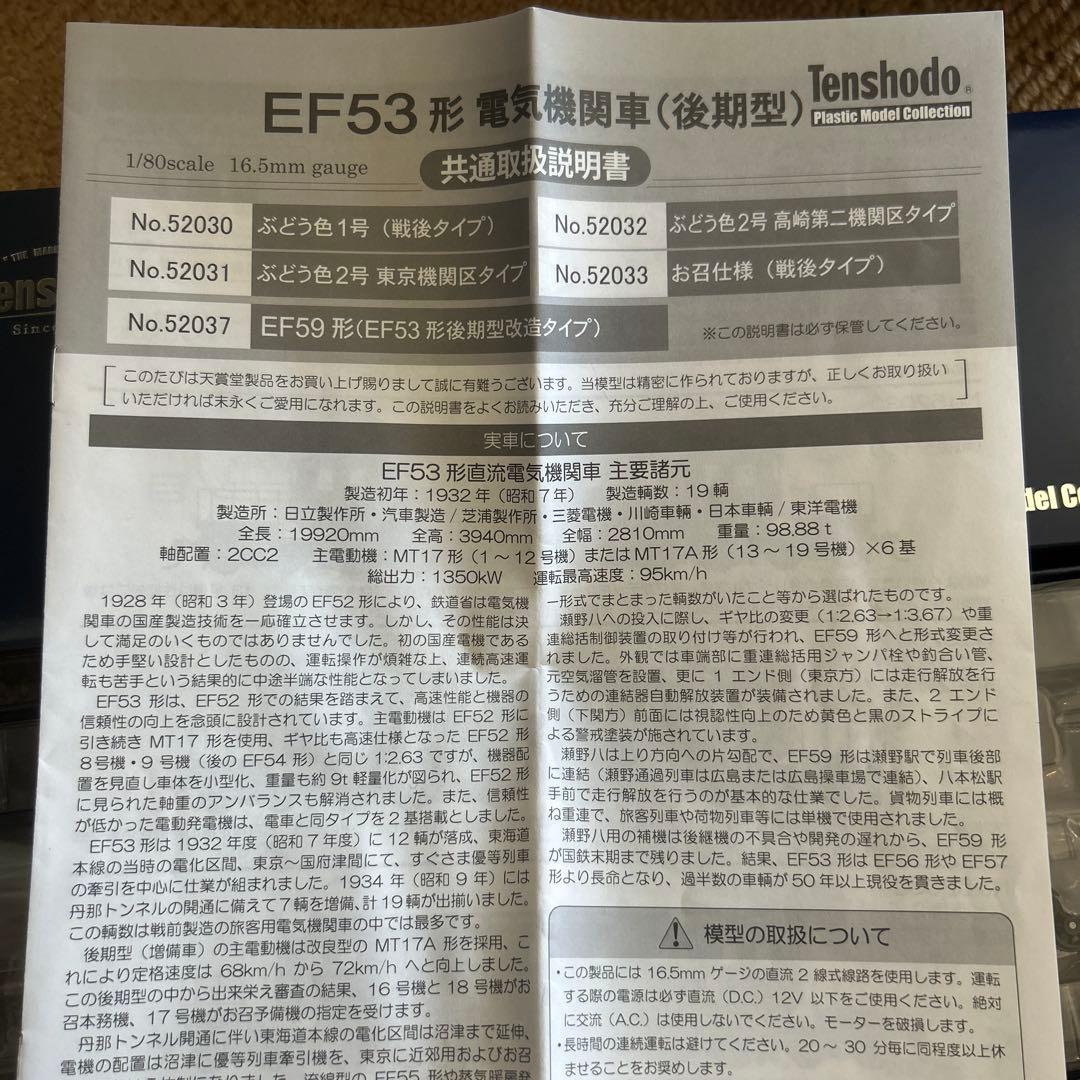 EF53形 電気機関車（後期型）
Tenshodo®
Plastic Model Collection
1/80scale 16.5mm gauge
共通取扱説明書
No.52030 ぶどう色1号（戦後タイプ）
No.52031 ぶどう色2号 東京機関区タイプ
No.52032 ぶどう色2号 高崎第二機関区タイプ
No.52033 お召仕様（戦後タイプ）
No.52037 EF59形（EF53形後期型改造タイプ）
※この説明書は必ず保管してください。
このたびは天賞堂製品をお買い上げ賜りまして誠に有難うございます。当模型は精密に作られておりますが、正しくお取り扱い
いただければ末永くご愛用になれます。この説明書をよくお読みいただき、充分ご理解の上、ご使用ください。
実車について
EF53形直流電気機関車 主要諸元
製造初年：1932年（昭和7年） 製造輌数：19輌
製造所：日立製作所・汽車製造/芝浦製作所・三菱電機・川崎車輌・日本車輌/東洋電機
全長：19920mm 全高：3940mm 全幅：2810mm 重量：98.88t
軸配置：2CC2 主電動機：MT17形（1～12号機）またはMT17A形（13～19号機）×6基
総出力：1350kW 運転最高速度：95km/h
1928年（昭和3年）登場のEF52形により、鉄道省は電気機
関車の国産製造技術を一応確立させます。しかし、その性能は決
して満足のいくものではありませんでした。初の国産電機である
ため手堅い設計としたものの、運転操作が煩雑な上、連続高速運
転も苦手という結果的に中途半端な性能となってしまいました。
EF53形は、EF52形での結果を踏まえて、高速性能と機器の
信頼性の向上を念頭に設計されています。主電動機はEF52形に
引き続きMT17形を使用、ギヤ比も高速仕様となったEF52形
8号機・9号機（後のEF54形）と同じ1:2.63ですが、機器配
置を見直し車体を小型化、重量も約9t軽量化が図られ、EF52形
に見られた軸重のアンバランスも解消されました。また、信頼性
が低かった電動発電機は、電車と同タイプを2基搭載としました。
EF53形は1932年度（昭和7年度）に12輌が落成、東海道
本線の当時の電化区間、東京～国府津間にて、すぐさま優等列車
の牽引を中心に仕業が組まれました。1934年（昭和9年）には
丹那トンネルの開通に備えて7輌を増備、計19輌が出揃いました。
この輌数は戦前製造の旅客用電気機関車の中では最多です。
後期型（増備車）の主電動機は改良型のMT17A形を採用、こ
れにより定格速度は68km/hから72km/hへと向上しました。
この後期型の中から出来栄え審査の結果、16号機と18号機がお
召本務機、17号機がお召予備機の指定を受けます。
丹那トンネル開通に伴い東海道本線の電化区間は沼津まで延伸、
電機の配置は沼津に優等列車牽引機を、東京に近郊用およびお召
ー形式でまとまった輌数がいたこと等から選ばれたものです。
瀬野八への投入に際し、ギヤ比の変更（1:2.63→1:3.67）や重
連総括制御装置の取り付け等が行われ、EF59形へと形式変更さ
れました。外観では車端部に重連総括用ジャンパ栓や釣合い管、
元空気溜管を設置、更に1エンド側（東京方）には走行解放を行
うための連結器自動解放装置が装備されました。また、2エンド
側（下関方）前面には視認性向上のため黄色と黒のストライプに
よる警戒塗装が施されています。
瀬野八は上り方向への片勾配で、EF59形は瀬野駅で列車後部
に連結（瀬野通過列車は広島または広島操車場で連結）、八本松駅
手前で走行解放を行うのが基本的な仕業でした。貨物列車には概
ね重連で、旅客列車や荷物列車等には単機で使用されました。
瀬野八用の補機は後継機の不具合や開発の遅れから、EF59形
が国鉄末期まで残りました。結果、EF53形はEF56形やEF57
形より長命となり、過半数の車輌が50年以上現役を貫きました。
模型の取扱について
・この製品には16.5mmゲージの直流2線式線路を使用します。運転
する際の電源は必ず直流（D.C.）12V以下をご使用ください。絶対
に交流（A.C.）は使用しないでください。モーターを破損します。
・長時間の連続運転は避けてください。20～30分毎に同程度以上休
ませることをお奨めします。